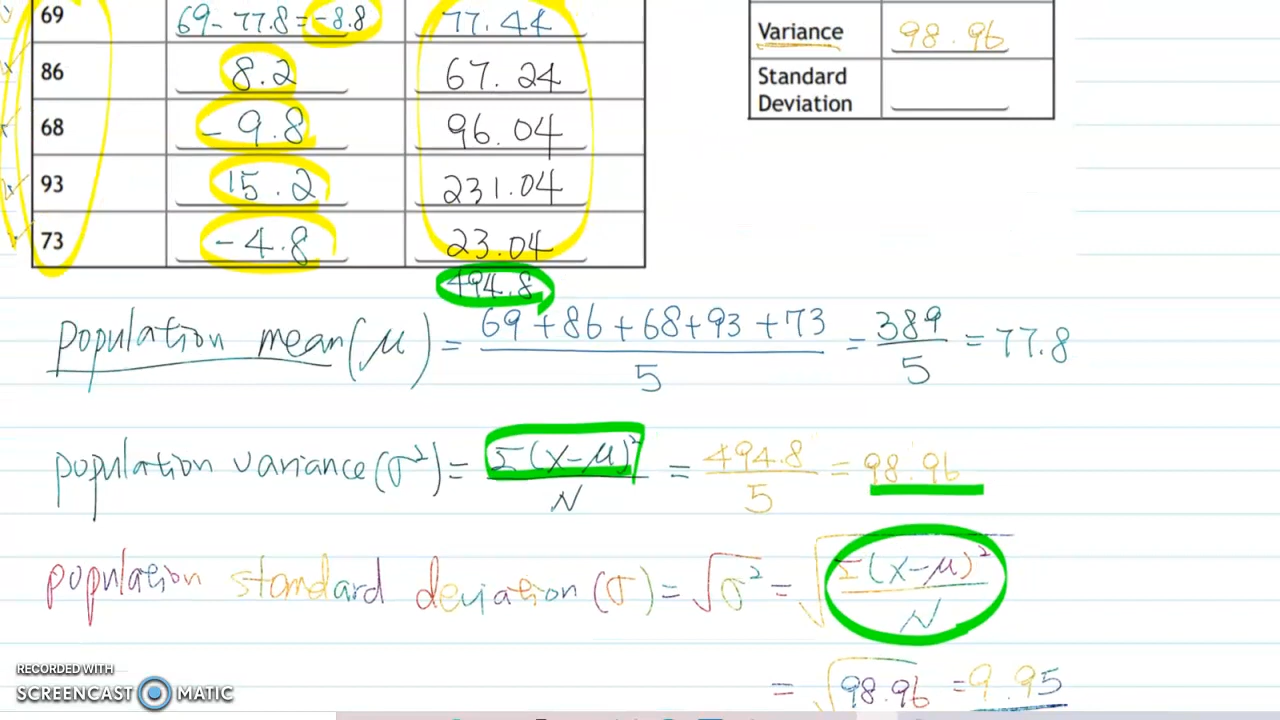 69 69-77.8=-8.8 77.44
Variance 98.96
86 8.2 67.24
Standard Deviation
68 -9.8 96.04
93 15.2 231.04
73 -4.8 23.04
494.8
population mean(μ) = 69+86+68+93+73 / 5 = 389 / 5 = 77.8
population variance(σ²) = Σ(x-μ)² / N = 494.8 / 5 = 98.96
population standard deviation(σ) = √σ² = √Σ(x-μ)² / N
= √98.96 = 9.95
RECORDED WITH
SCREENCAST MATIC